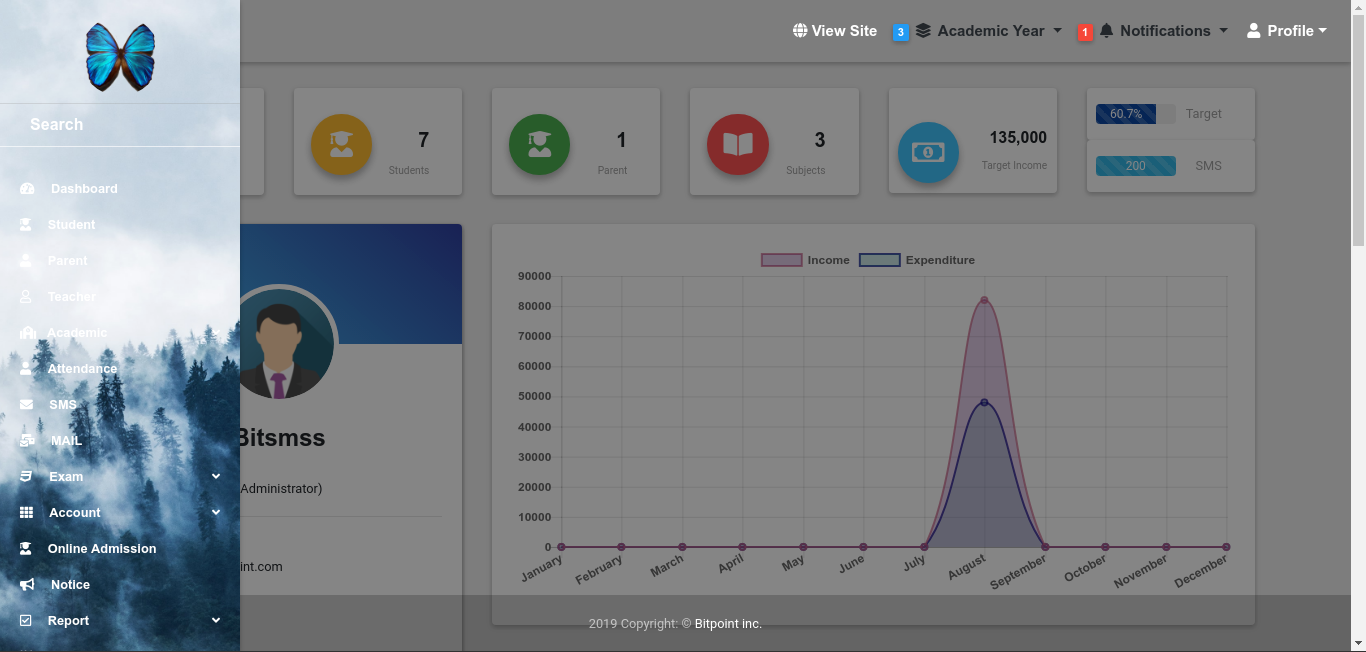 View Site
3
Academic Year
1
Notifications
Profile
Search
Dashboard
Student
Parent
Teacher
Academic
Attendance
SMS
MAIL
Exam
Account
Online Admission
Notice
Report
7
Students
1
Parent
3
Subjects
135,000
Target Income
60.7%
Target
200
SMS
Bitsmss
Administrator)
int.com
Income
Expenditure
90000
80000
70000
60000
50000
40000
30000
20000
10000
0
January
February
March
April
May
June
July
August
September
October
November
December
2019 Copyright: © Bitpoint inc.